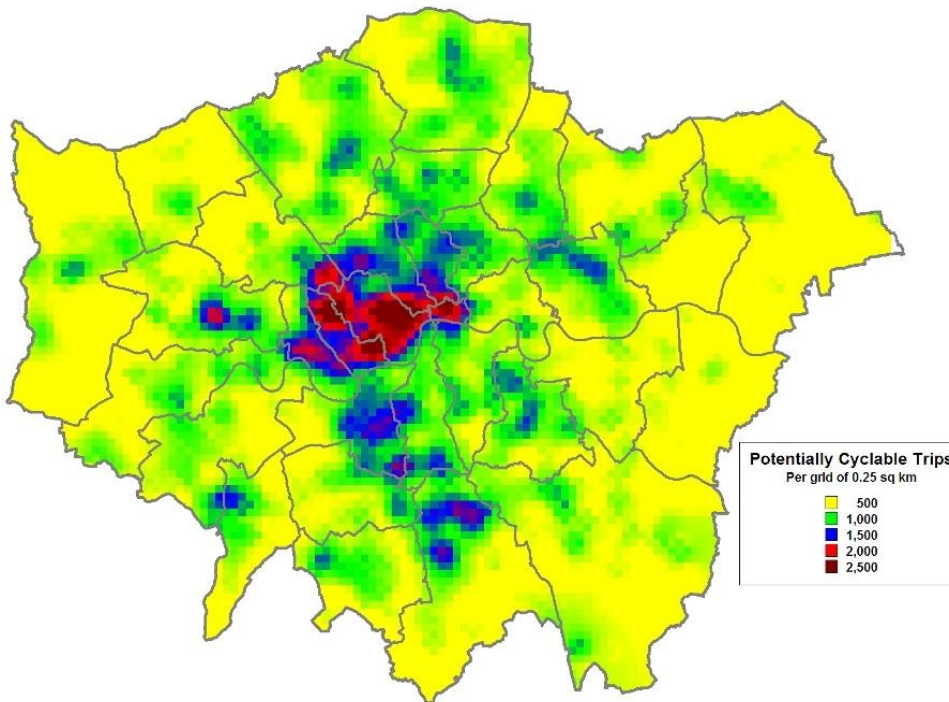 Potentially Cyclable Trips
Per grid of 0.25 sq km
500
1,000
1,500
2,000
2,500